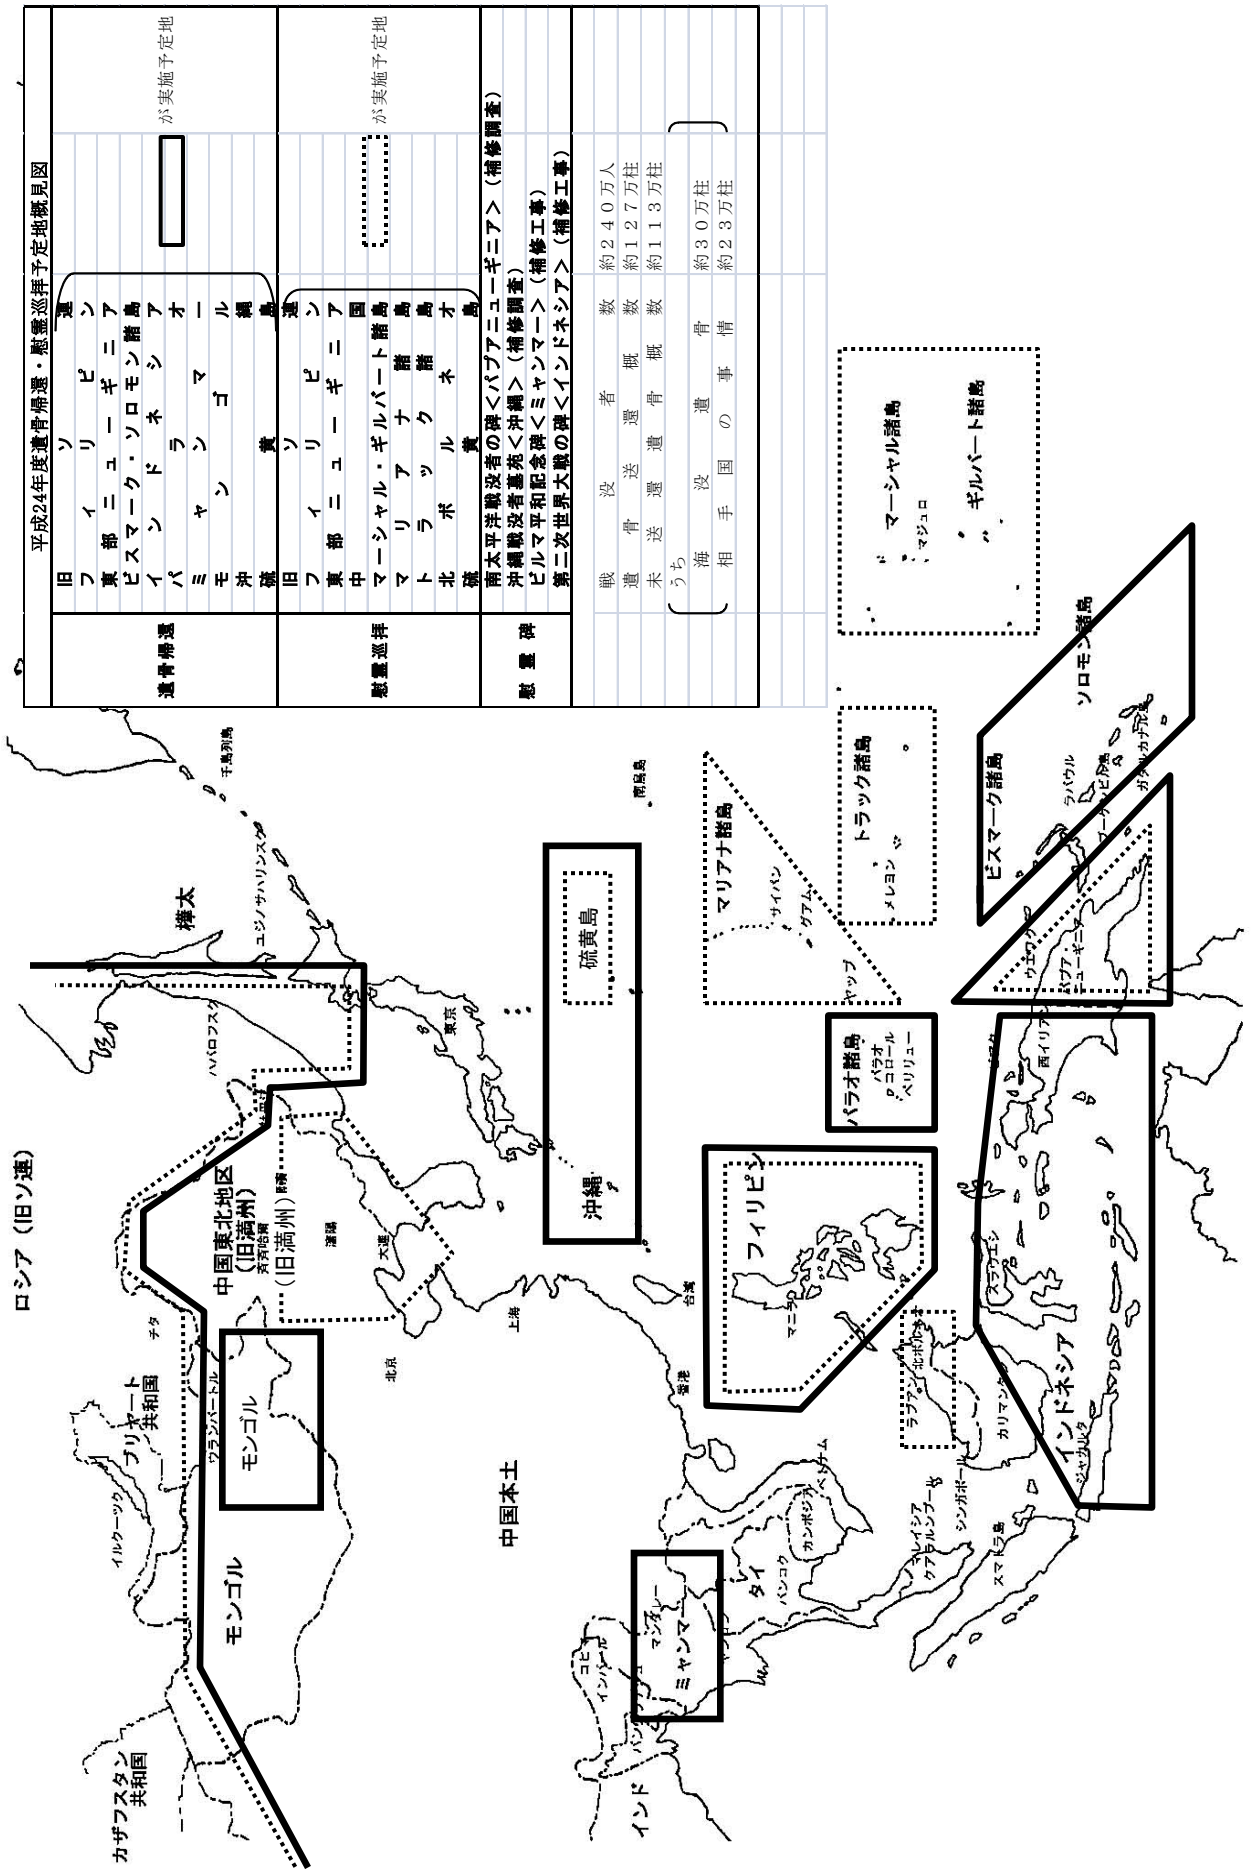 平成24年度遺骨帰還・慰霊巡拝予定地概見図
遺骨帰還
旧ソ連
フィリピン
東部ニューギニア
ビスマーク・ソロモン諸島
インドネシア
パラオ
ミャンマー
モンゴル
沖縄
硫黄島
が実施予定地
慰霊巡拝
旧ソ連
フィリピン
東部ニューギニア
中国
マーシャル・ギルバート諸島
マリアナ諸島
トラック諸島
北ボルネオ
硫黄島
が実施予定地
慰霊碑
南太平洋戦没者の碑<パプアニューギニア>(補修調査)
沖縄戦没者墓苑<沖縄>(補修調査)
ビルマ平和記念碑<ミャンマー>(補修工事)
第二次世界大戦の碑<インドネシア>(補修工事)
戦没者数 約240万人
遺骨送還概数 約127万柱
未送還遺骨概数 約113万柱
うち
海没遺骨 約30万柱
相手国の事情 約23万柱
ロシア(旧ソ連)
カザフスタン
共和国
ブリヤート
共和国
イルクーツク
チタ
ウランバートル
モンゴル
モンゴル
ハバロフスク
樺太
ユジノサハリンスク
千島列島
中国東北地区
(旧満州)
斉斉哈爾
(旧満州)
瀋陽
大連
北京
上海
中国本土
東京
南鳥島
硫黄島
沖縄
台湾
香港
インド
コヒマ
インパール
マンダレー
ミャンマー
タイ
バンコク
カンボジア
ベトナム
マレイシア
クアラルンプール
シンガポール
スマトラ島
フィリピン
マニラ
ラブアン
北ボルネオ
カリマンタン
スラウェシ
インドネシア
ジャカルタ
西イリアン
パラオ諸島
パラオ
コロール
ペリリュー
マリアナ諸島
サイパン
グアム
ヤップ
トラック諸島
メレヨン
マーシャル諸島
マジュロ
ギルバート諸島
ビスマーク諸島
ラバウル
ブーゲンビル島
ガダルカナル島
ソロモン諸島
ウエワク
パプア・
ニューギニア